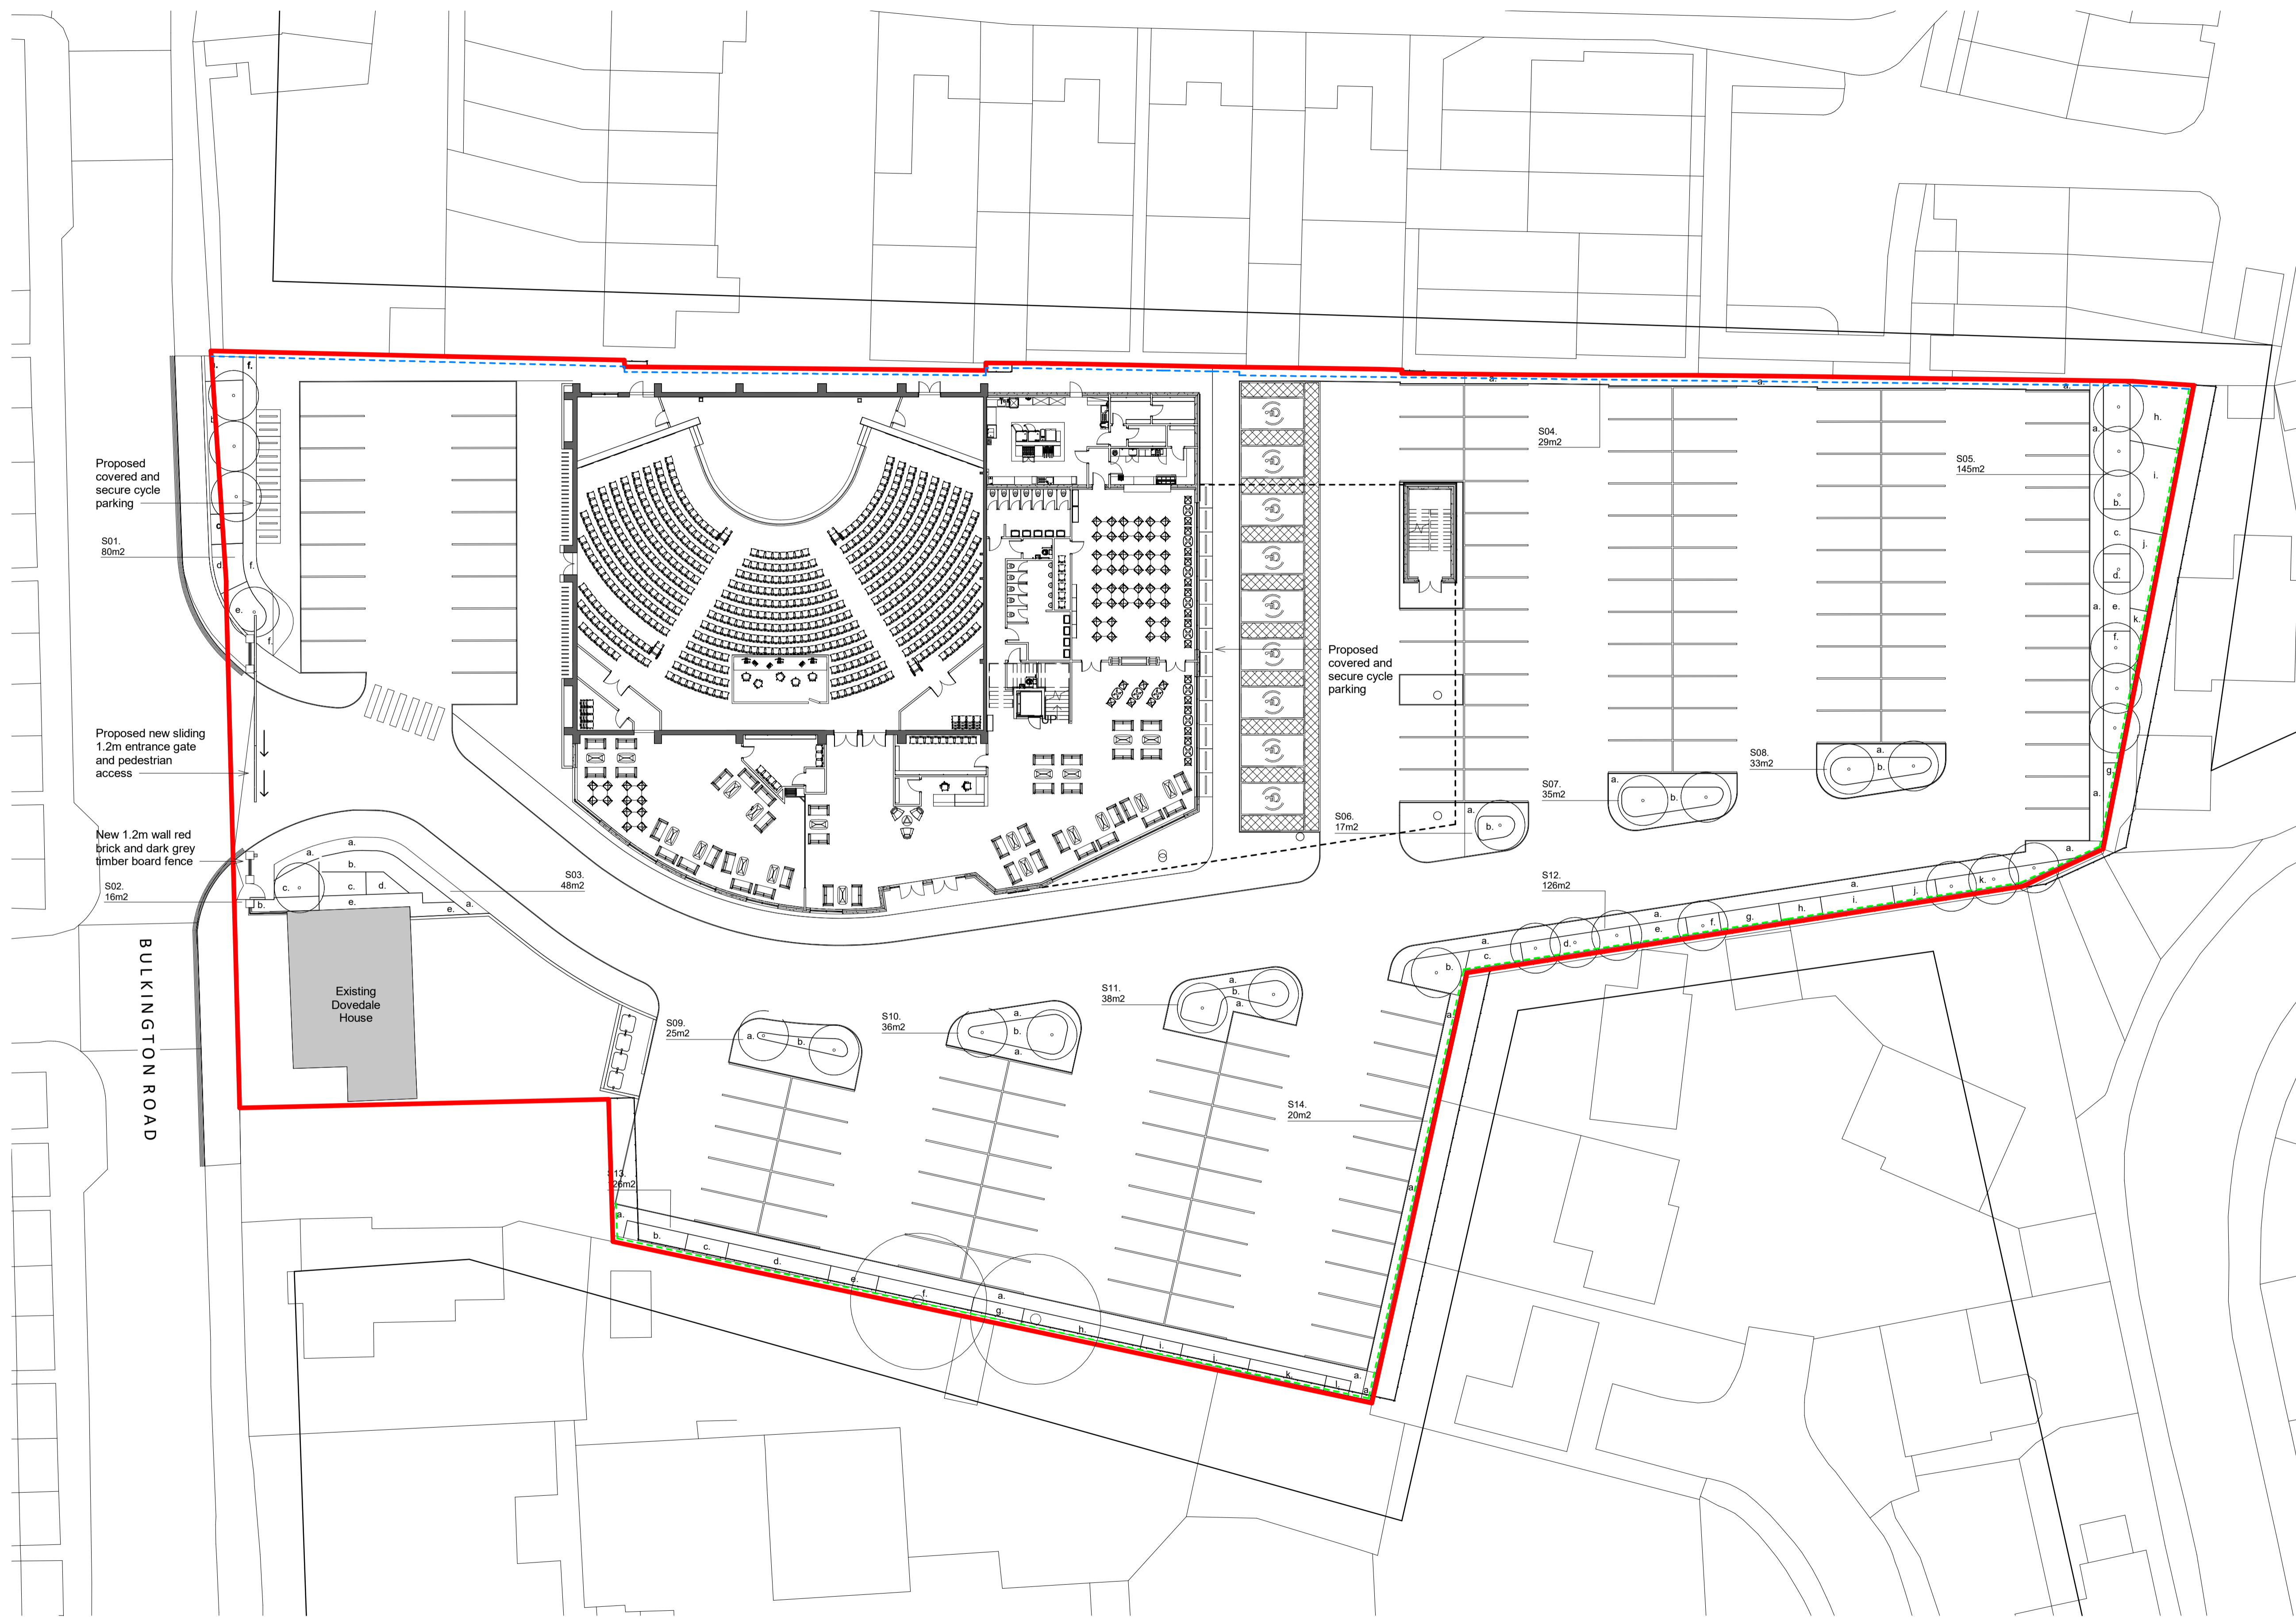 Proposed
covered and
secure cycle
parking
S01.
80m2
Proposed new sliding
1.2m entrance gate
and pedestrian
access
New 1.2m wall red
brick and dark grey
timber board fence
S02.
16m2
BULKINGTON ROAD
Existing
Dovedale
House
S03.
48m2
Proposed
covered and
secure cycle
parking
S04.
29m2
S05.
145m2
S06.
17m2
S07.
35m2
S08.
33m2
S09.
25m2
S10.
36m2
S11.
38m2
S12.
126m2
S14.
20m2
f.
f.
e.
f.
a.
a.
b.
c.
c.
d.
e.
e.
a.
b.
a.
a.
a.
a.
h.
i.
b.
c.
j.
d.
a.
e.
k.
f.
g.
a.
a.
b.
a.
b.
a.
b.
a.
b.
a.
b.
a.
a.
b.
a.
a.
b.
c.
a.
d.
e.
a.
f.
g.
h.
i.
a.
j.
k.
a.
a.
a.
a.
b.
c.
d.
e.
f.
a.
g.
h.
i.
j.
k.
l.
a.
a.